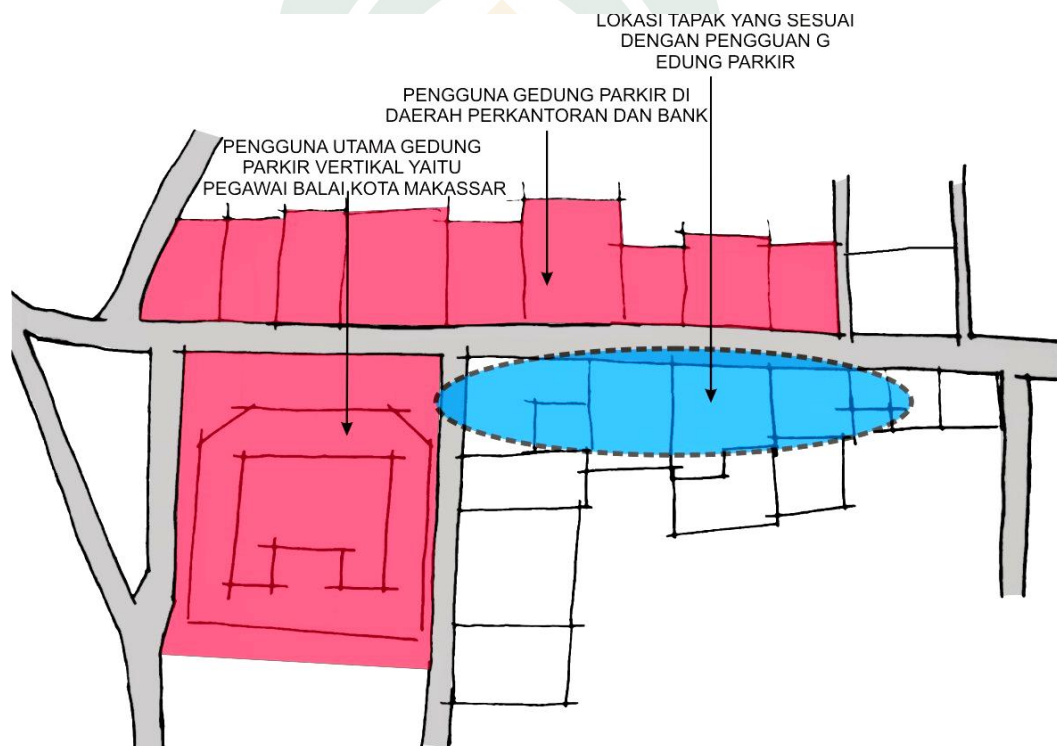 LOKASI TAPAK YANG SESUAI
DENGAN PENGGUAN G
EDUNG PARKIR
PENGGUNA GEDUNG PARKIR DI
DAERAH PERKANTORAN DAN BANK
PENGGUNA UTAMA GEDUNG
PARKIR VERTIKAL YAITU
PEGAWAI BALAI KOTA MAKASSAR